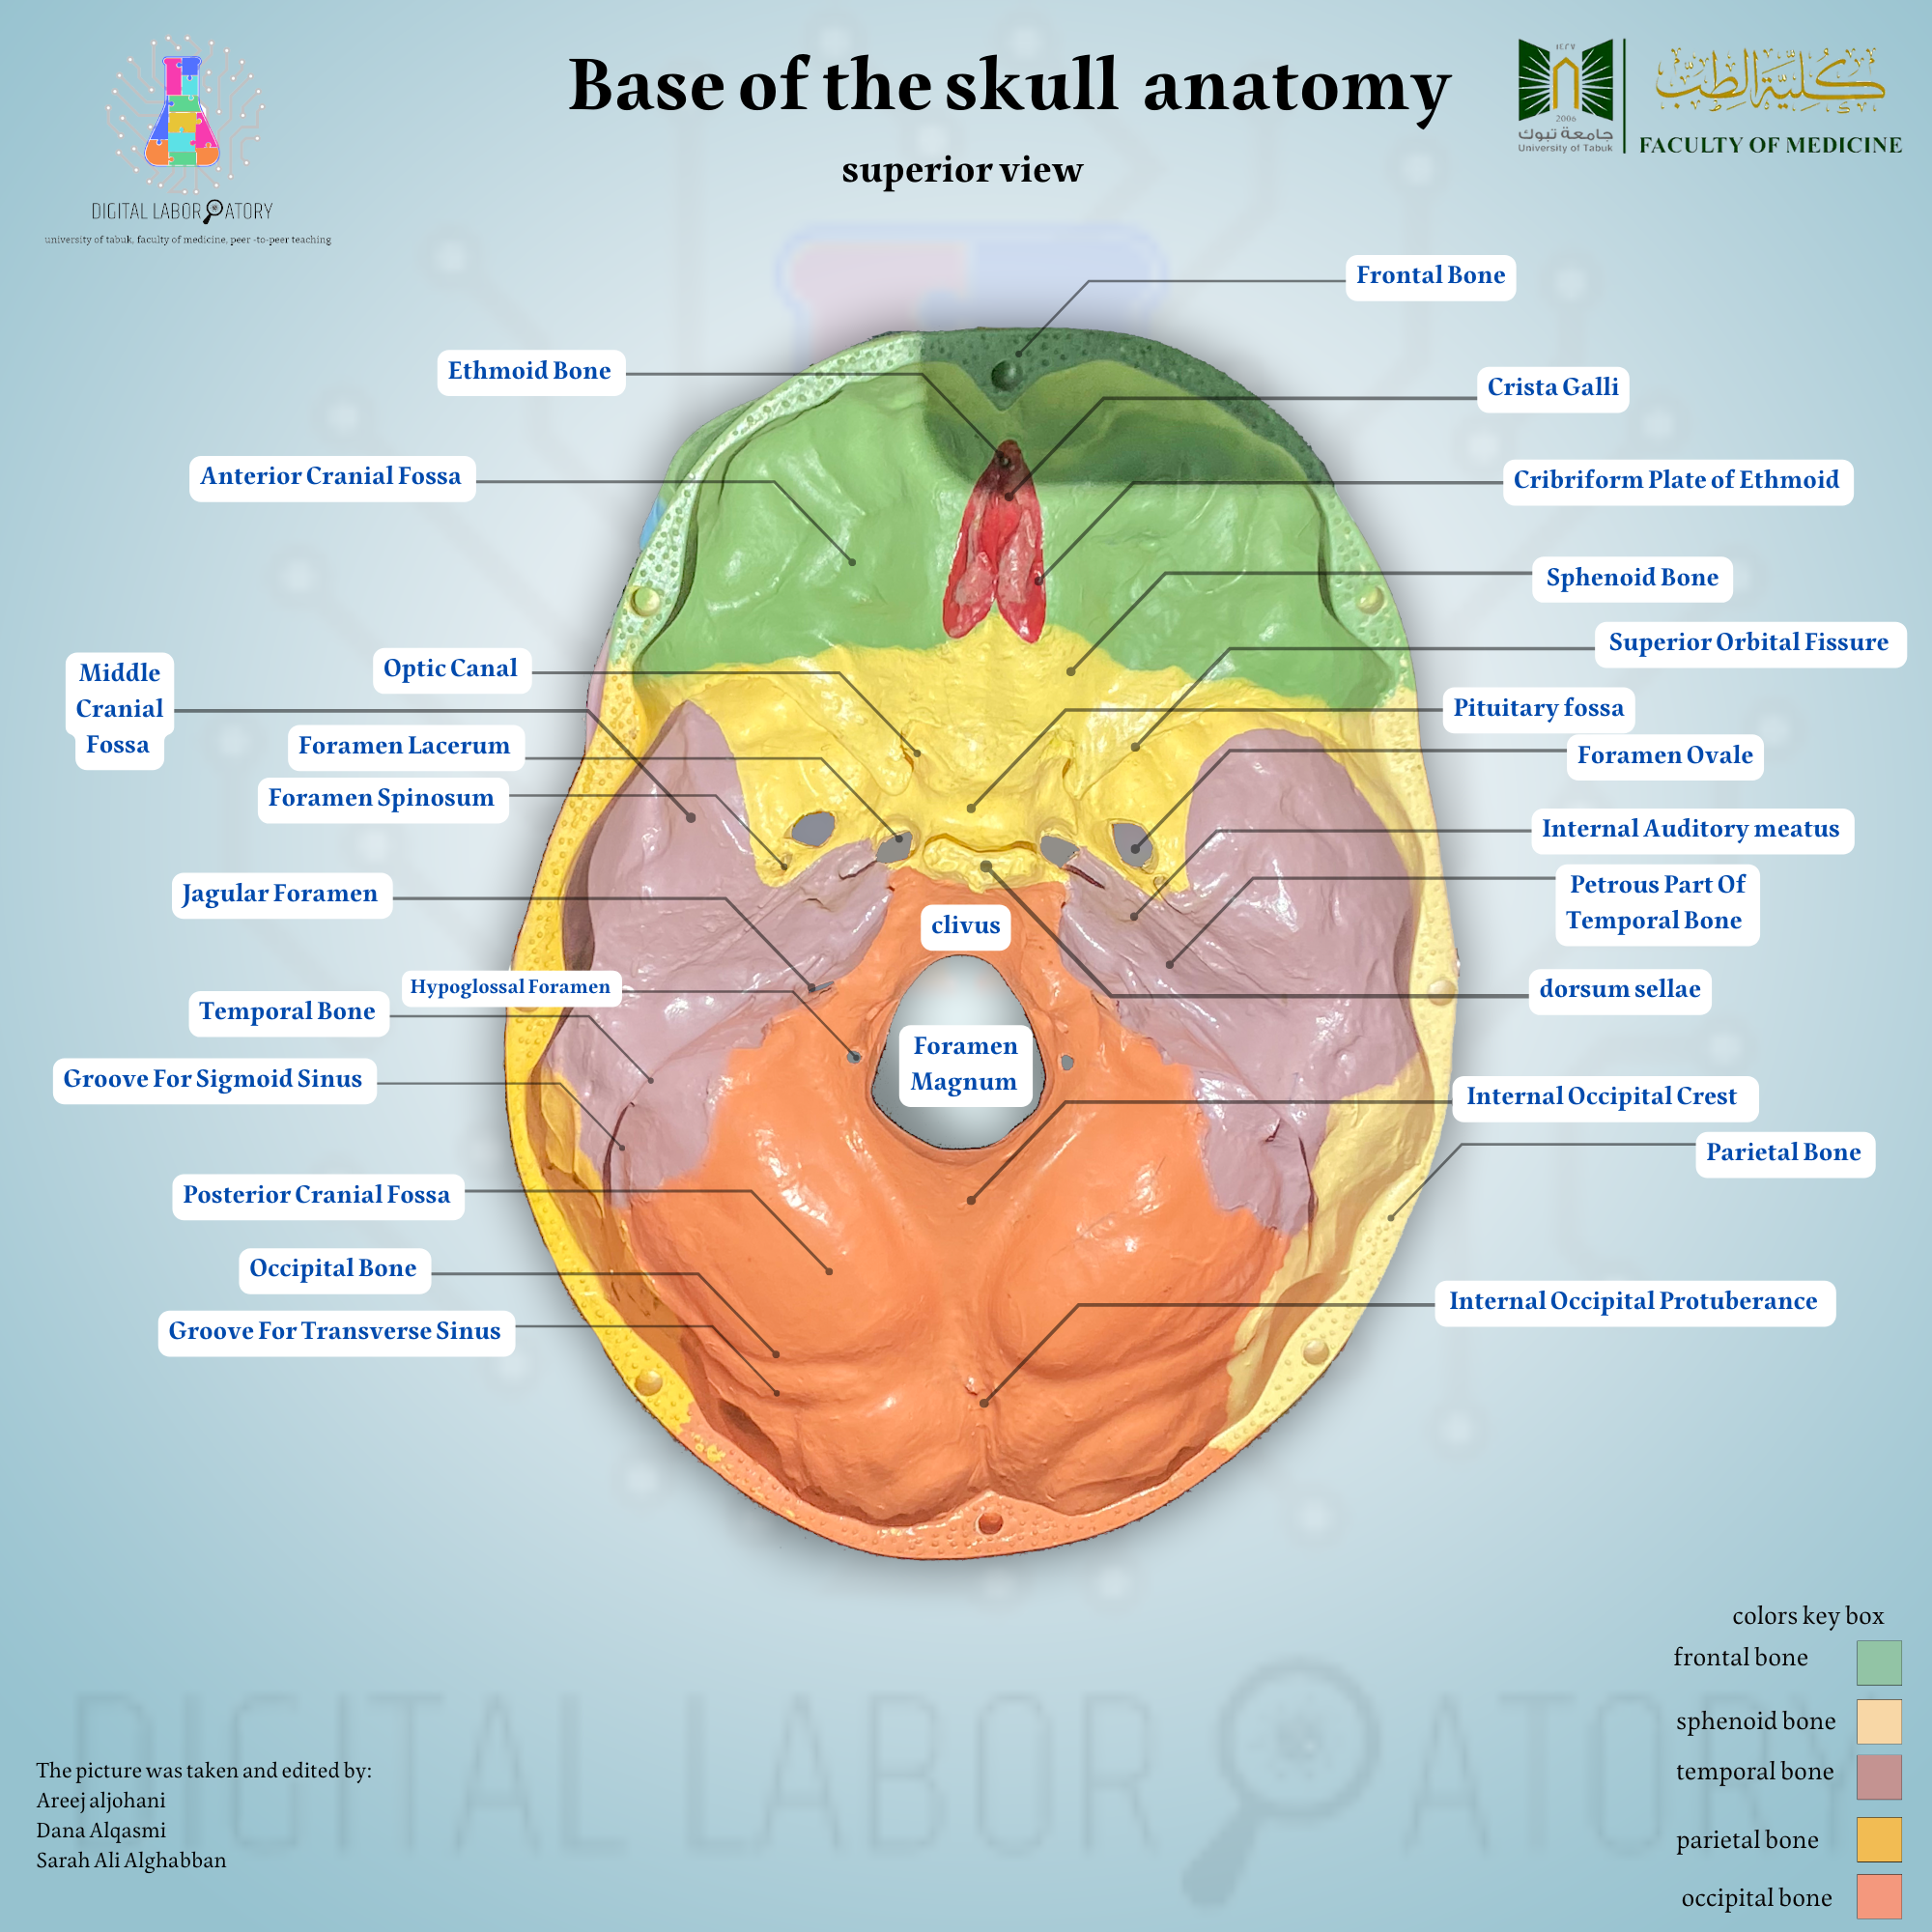 Base of the skull anatomy
superior view
DIGITAL LABORATORY
university of tabuk, faculty of medicine, peer -to-peer teaching
١٤٢٧
2006
جامعة تبوك
University of Tabuk
كلية الطب
FACULTY OF MEDICINE
Frontal Bone
Ethmoid Bone
Crista Galli
Anterior Cranial Fossa
Cribriform Plate of Ethmoid
Sphenoid Bone
Superior Orbital Fissure
Optic Canal
Middle
Cranial
Fossa
Pituitary fossa
Foramen Lacerum
Foramen Ovale
Foramen Spinosum
Internal Auditory meatus
Jagular Foramen
Petrous Part Of
Temporal Bone
clivus
Hypoglossal Foramen
dorsum sellae
Temporal Bone
Foramen
Magnum
Groove For Sigmoid Sinus
Internal Occipital Crest
Parietal Bone
Posterior Cranial Fossa
Occipital Bone
Internal Occipital Protuberance
Groove For Transverse Sinus
colors key box
frontal bone
sphenoid bone
temporal bone
parietal bone
occipital bone
DIGITAL LABORATORY
The picture was taken and edited by:
Areej aljohani
Dana Alqasmi
Sarah Ali Alghabban